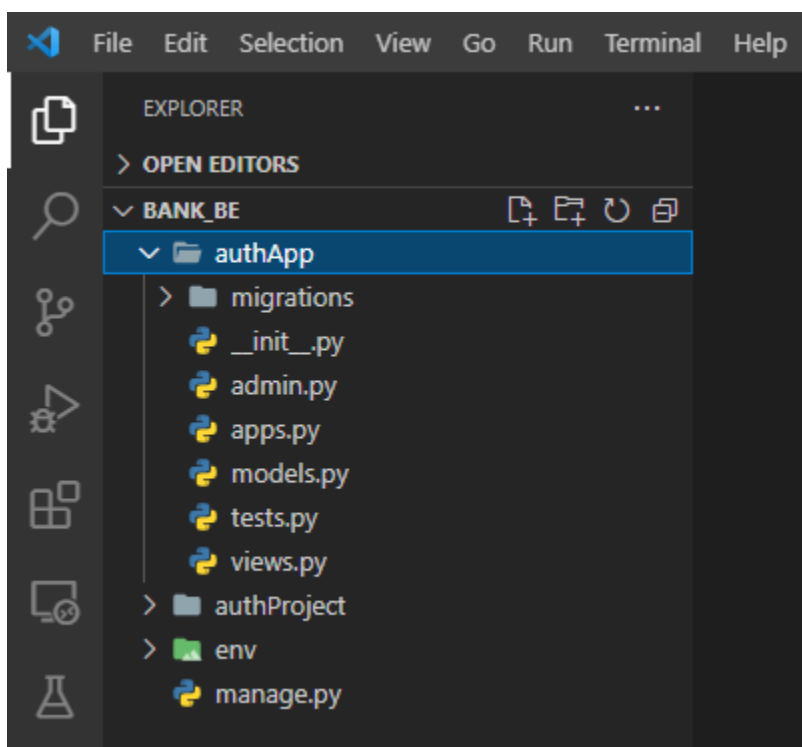 File Edit Selection View Go Run Terminal Help
EXPLORER
OPEN EDITORS
BANK_BE
authApp
migrations
__init__.py
admin.py
apps.py
models.py
tests.py
views.py
authProject
env
manage.py